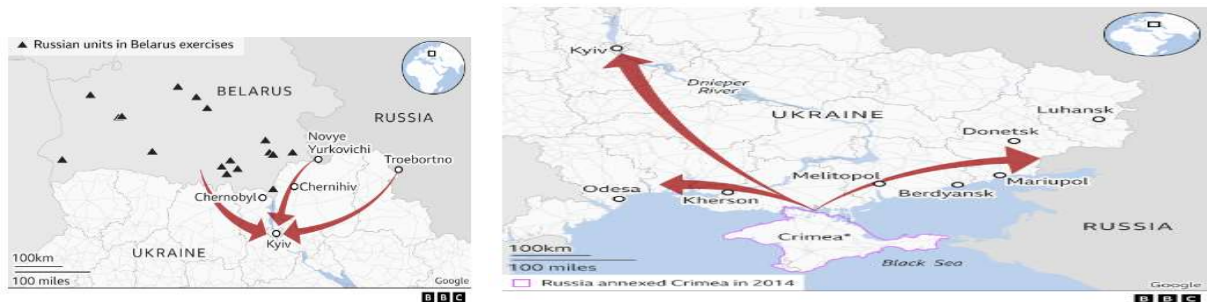 ▲ Russian units in Belarus exercises
BELARUS
RUSSIA
Novye
Yurkovichi
Troebortno
Chernihiv
Chernobyl
Kyiv
UKRAINE
100km
100 miles
Google
BBC
Kyiv
Dnieper
River
UKRAINE
Luhansk
Donetsk
Melitopol
Mariupol
Berdyansk
Odesa
Kherson
RUSSIA
Crimea*
Black Sea
100km
100 miles
Russia annexed Crimea in 2014
Google
BBC